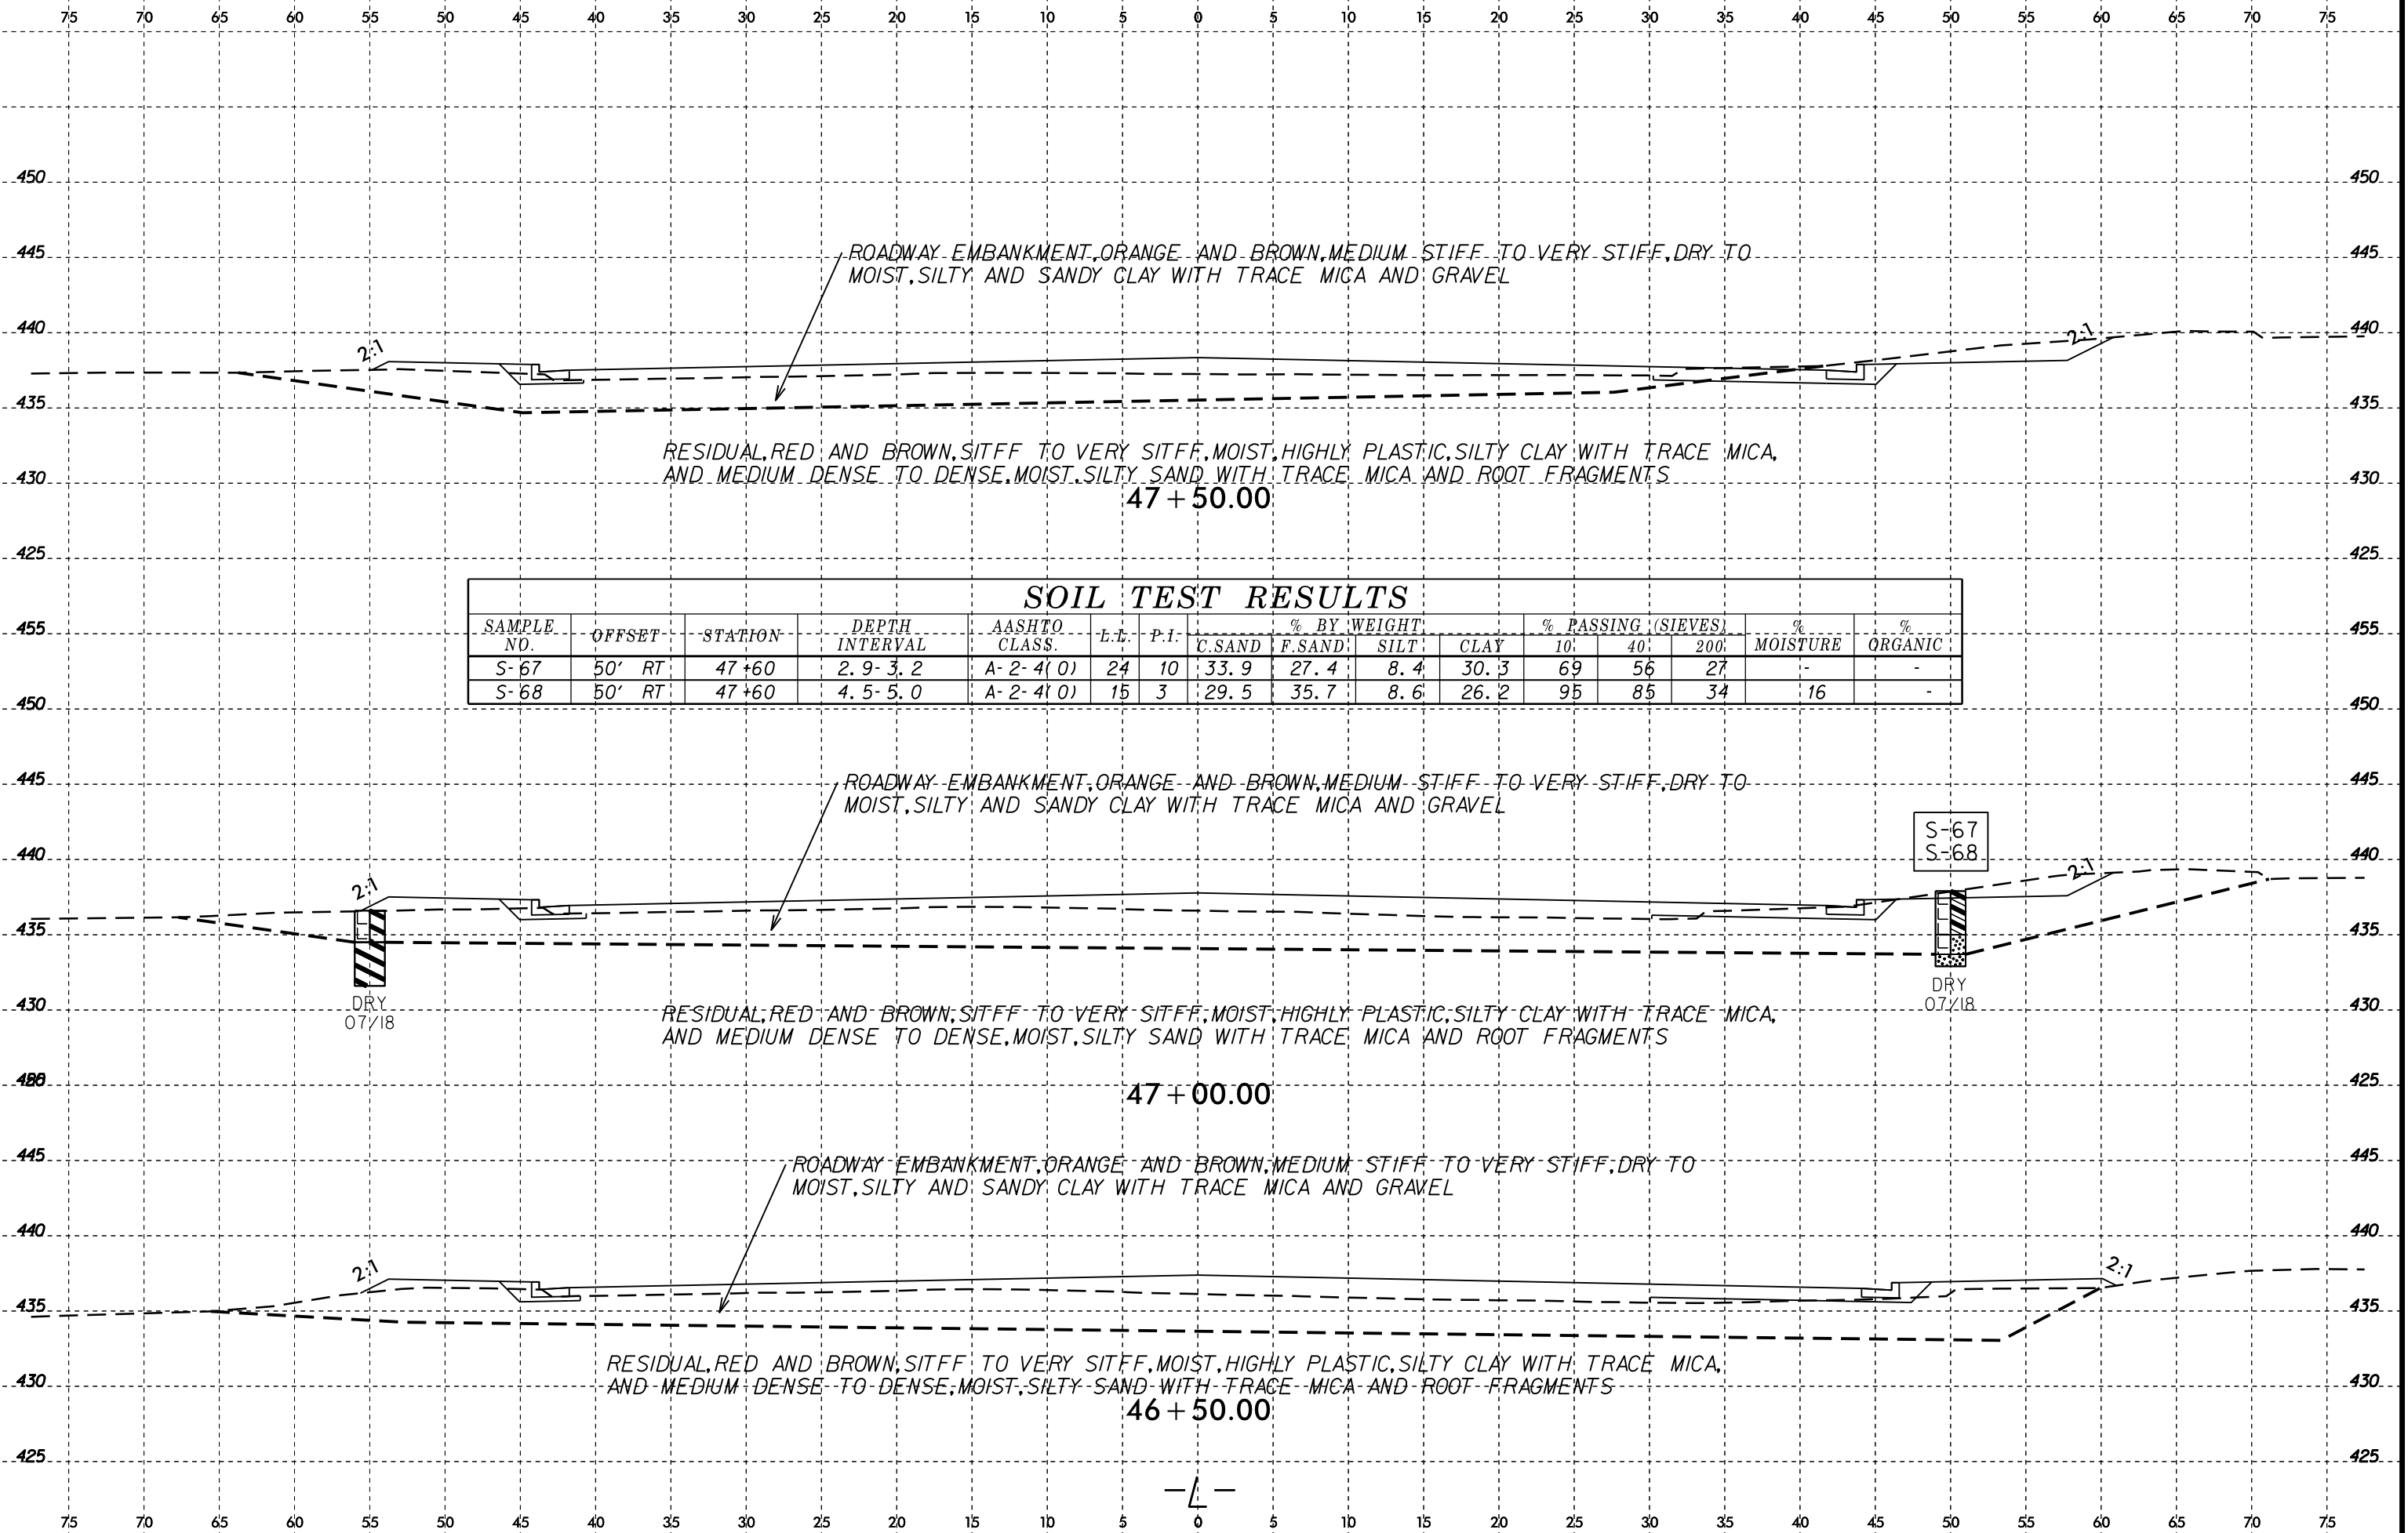 75 70 65 60 55 50 45 40 35 30 25 20 15 10 5 0 5 10 15 20 25 30 35 40 45 50 55 60 65 70 75
450 450
445 ROADWAY EMBANKMENT,ORANGE AND BROWN,MEDIUM STIFF TO VERY STIFF,DRY TO 445
MOIST,SILTY AND SANDY CLAY WITH TRACE MICA AND GRAVEL
440 440
2:1 2:1
435 435
RESIDUAL,RED AND BROWN,SITFF TO VERY SITFF,MOIST,HIGHLY PLASTIC,SILTY CLAY WITH TRACE MICA,
AND MEDIUM DENSE TO DENSE,MOIST,SILTY SAND WITH TRACE MICA AND ROOT FRAGMENTS
430 430
47+50.00
425 425
SOIL TEST RESULTS
SAMPLE NO. OFFSET STATION DEPTH INTERVAL AASHTO CLASS. L.L. P.I. % BY WEIGHT % PASSING (SIEVES) % MOISTURE % ORGANIC
C.SAND F.SAND SILT CLAY 10 40 200
455 455
S-67 50' RT 47+60 2.9-3.2 A-2-4(0) 24 10 33.9 27.4 8.4 30.3 69 56 27 - -
S-68 50' RT 47+60 4.5-5.0 A-2-4(0) 15 3 29.5 35.7 8.6 26.2 95 85 34 16 -
450 450
445 ROADWAY EMBANKMENT,ORANGE AND BROWN,MEDIUM STIFF TO VERY STIFF,DRY TO 445
MOIST,SILTY AND SANDY CLAY WITH TRACE MICA AND GRAVEL
S-67
S-68
440 440
2:1 2:1
435 435
DRY
07/18
DRY
07/18
430 430
RESIDUAL,RED AND BROWN,SITFF TO VERY SITFF,MOIST,HIGHLY PLASTIC,SILTY CLAY WITH TRACE MICA,
AND MEDIUM DENSE TO DENSE,MOIST,SILTY SAND WITH TRACE MICA AND ROOT FRAGMENTS
425
47+00.00
445 ROADWAY EMBANKMENT,ORANGE AND BROWN,MEDIUM STIFF TO VERY STIFF,DRY TO 445
MOIST,SILTY AND SANDY CLAY WITH TRACE MICA AND GRAVEL
440 440
2:1 2:1
435 435
RESIDUAL,RED AND BROWN,SITFF TO VERY SITFF,MOIST,HIGHLY PLASTIC,SILTY CLAY WITH TRACE MICA,
AND MEDIUM DENSE TO DENSE,MOIST,SILTY SAND WITH TRACE MICA AND ROOT FRAGMENTS
430 430
46+50.00
425 425
-L-
75 70 65 60 55 50 45 40 35 30 25 20 15 10 5 0 5 10 15 20 25 30 35 40 45 50 55 60 65 70 75